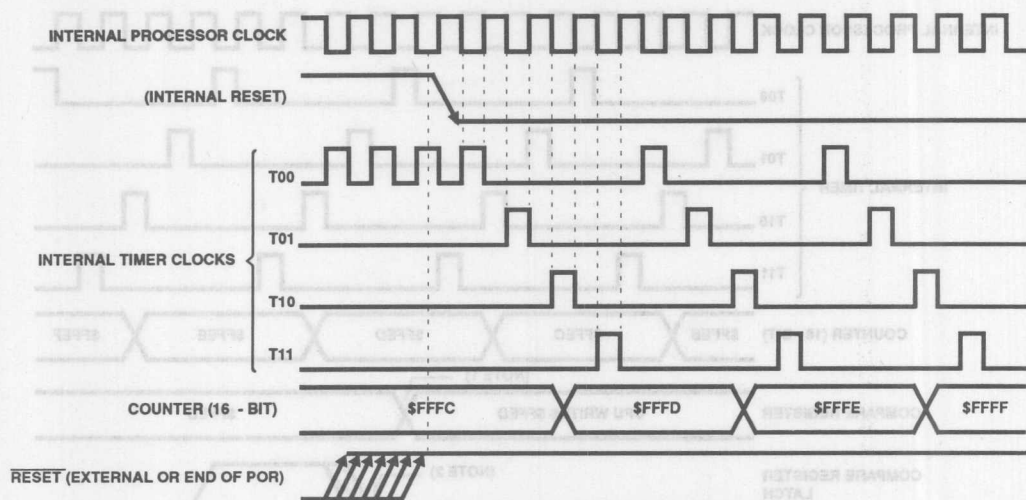 INTERNAL PROCESSOR CLOCK
(INTERNAL RESET)
INTERNAL TIMER CLOCKS
T00
T01
T10
T11
COUNTER (16 - BIT)
$FFFC
$FFFD
$FFFE
$FFFF
RESET (EXTERNAL OR END OF POR)